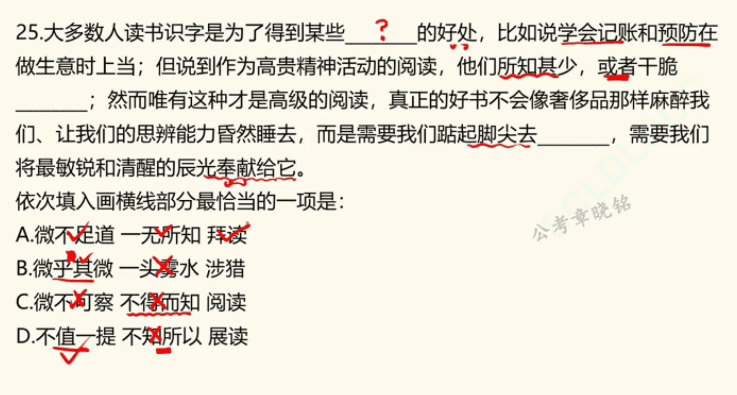 25.大多数人读书识字是为了得到某些_______的好处，比如说学会记账和预防在
?
做生意时上当；但说到作为高贵精神活动的阅读，他们所知甚少，或者干脆
_______；然而唯有这种才是高级的阅读，真正的好书不会像奢侈品那样麻醉我
们、让我们的思辨能力昏然睡去，而是需要我们踮起脚尖去_______，需要我们
将最敏锐和清醒的辰光奉献给它。
依次填入画横线部分最恰当的一项是：
A.微不足道 一无所知 拜读
B.微乎其微 一头雾水 涉猎
C.微不可察 不得而知 阅读
D.不值一提 不知所以 展读
公考章晓铭